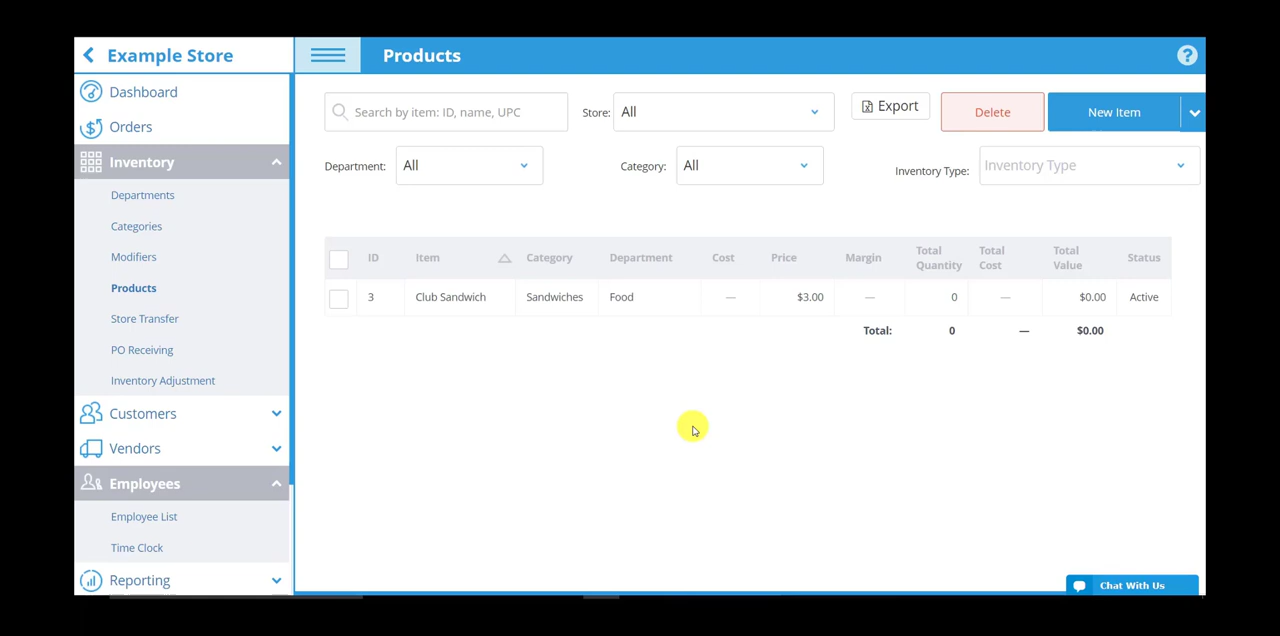 Example Store
Products
?
Dashboard
Orders
Inventory
Departments
Categories
Modifiers
Products
Store Transfer
PO Receiving
Inventory Adjustment
Customers
Vendors
Employees
Employee List
Time Clock
Reporting
Search by item: ID, name, UPC
Store: All
Export
Delete
New Item
Department: All
Category: All
Inventory Type: Inventory Type
ID Item Category Department Cost Price Margin Total Quantity Total Cost Total Value Status
3 Club Sandwich Sandwiches Food — $3.00 — 0 — $0.00 Active
Total: 0 — $0.00
Chat With Us